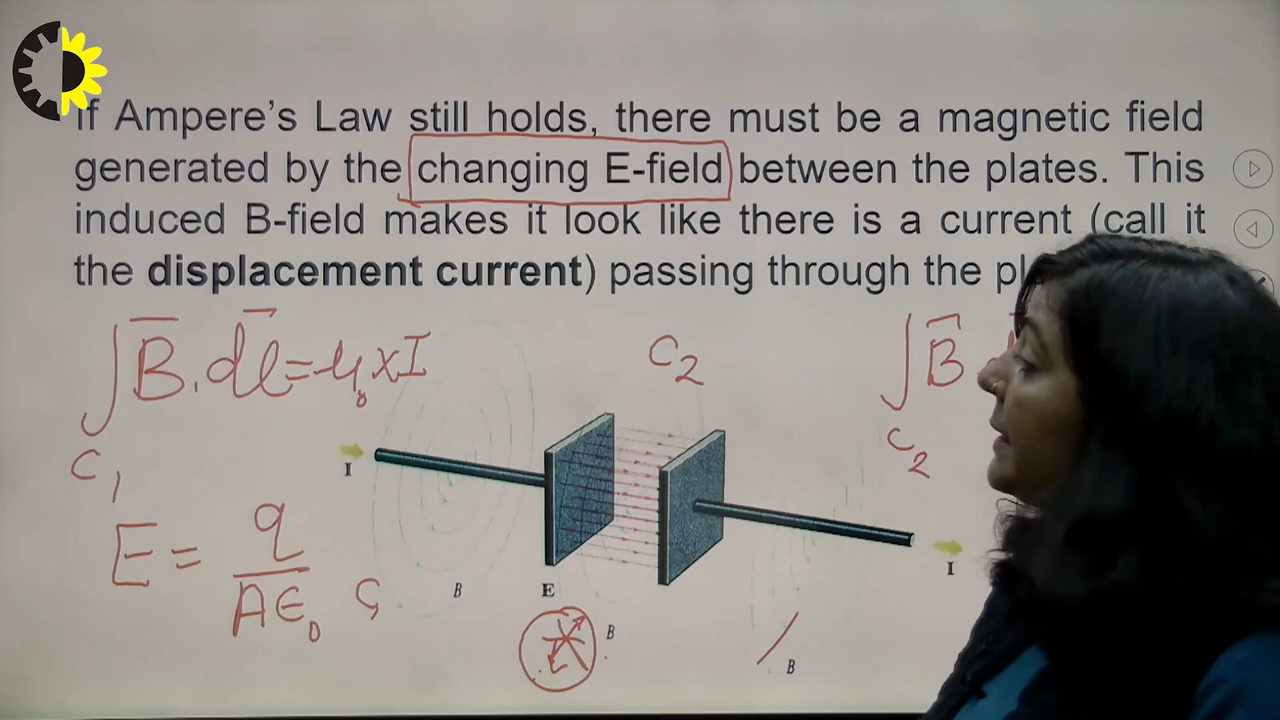 If Ampere's Law still holds, there must be a magnetic field
generated by the changing E-field between the plates. This
induced B-field makes it look like there is a current (call it
the displacement current) passing through the
∫ B . dl = μ₀ x I
C1
C2
∫ B
C2
I
E = q / Aε₀
C1
B
E
B
B
I